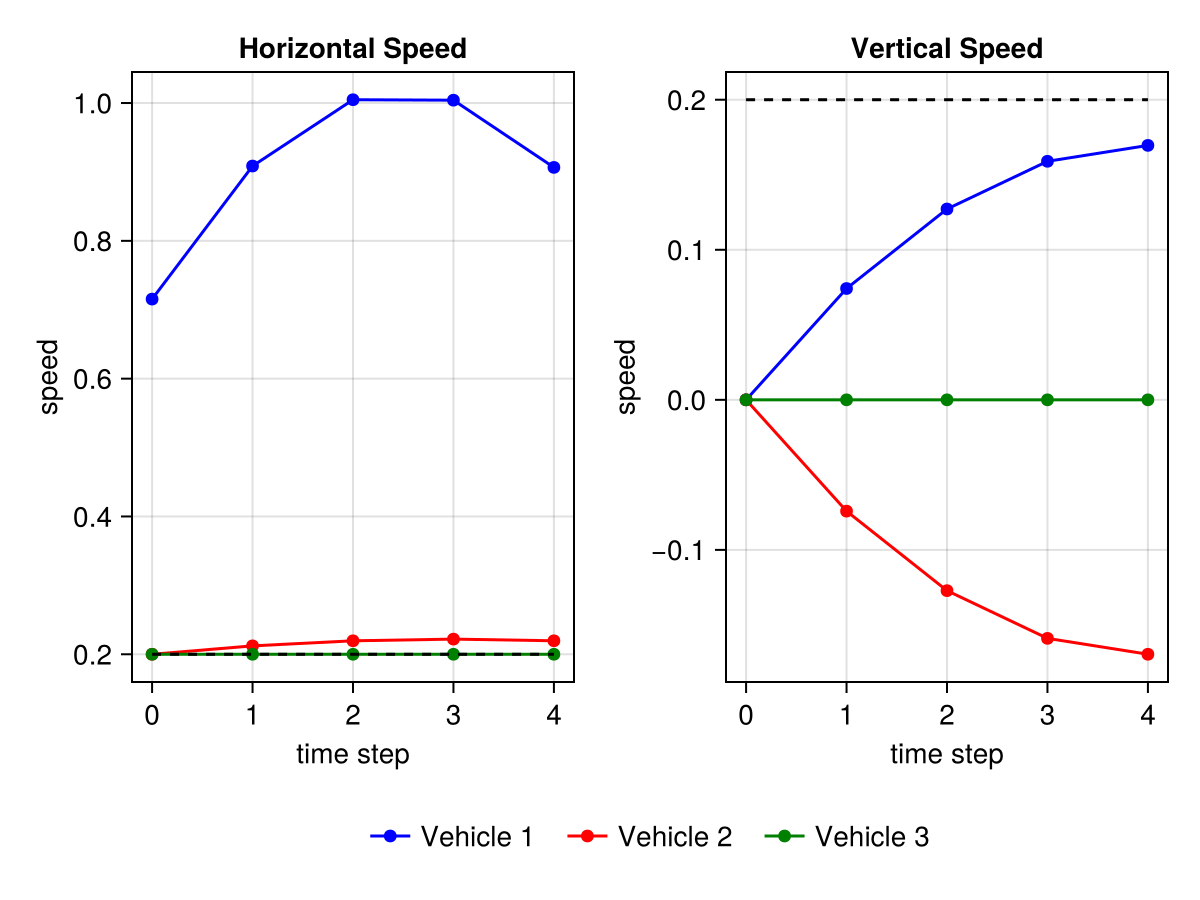 Horizontal Speed
Vertical Speed
speed
1.0
0.8
0.6
0.4
0.2
0 1 2 3 4
time step
speed
0.2
0.1
0.0
−0.1
0 1 2 3 4
time step
Vehicle 1 Vehicle 2 Vehicle 3